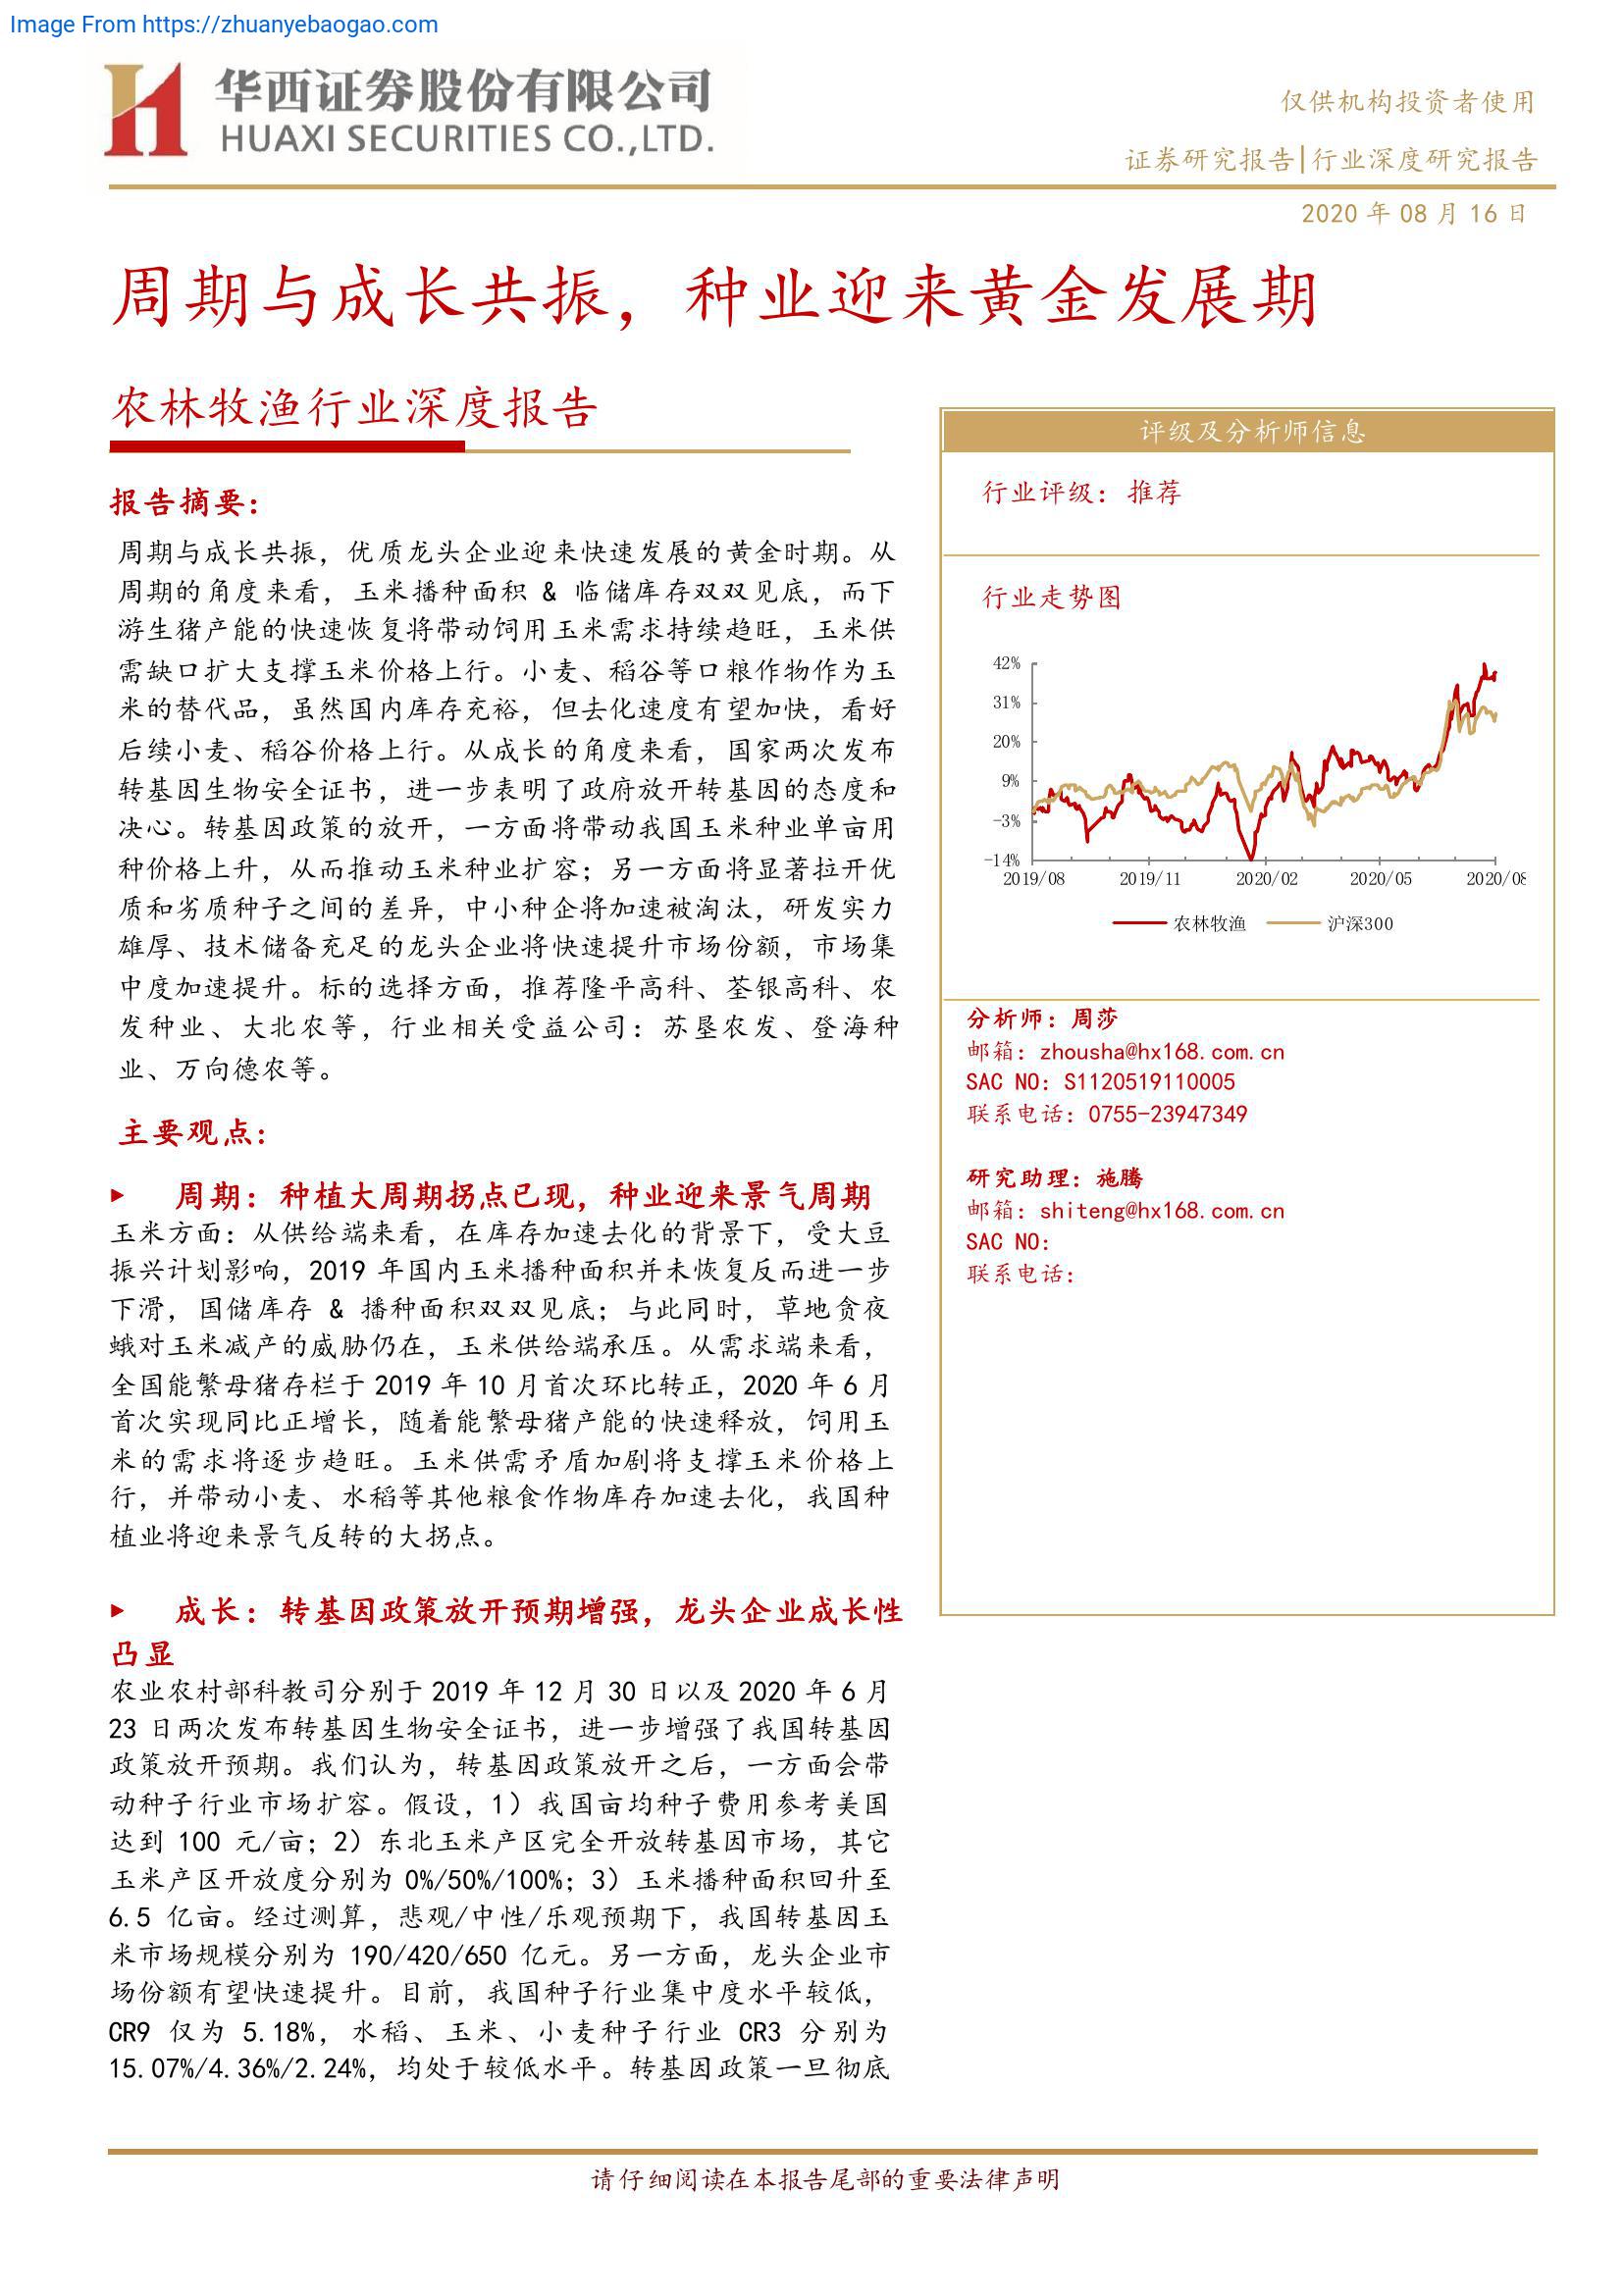 Image From https://zhuanyebaogao.com
华西证券股份有限公司
HUAXI SECURITIES CO.,LTD.
仅供机构投资者使用
证券研究报告|行业深度研究报告
2020 年 08 月 16 日
周期与成长共振，种业迎来黄金发展期
农林牧渔行业深度报告
报告摘要：
周期与成长共振，优质龙头企业迎来快速发展的黄金时期。从
周期的角度来看，玉米播种面积 & 临储库存双双见底，而下
游生猪产能的快速恢复将带动饲用玉米需求持续趋旺，玉米供
需缺口扩大支撑玉米价格上行。小麦、稻谷等口粮作物作为玉
米的替代品，虽然国内库存充裕，但去化速度有望加快，看好
后续小麦、稻谷价格上行。从成长的角度来看，国家两次发布
转基因生物安全证书，进一步表明了政府放开转基因的态度和
决心。转基因政策的放开，一方面将带动我国玉米种业单亩用
种价格上升，从而推动玉米种业扩容；另一方面将显著拉开优
质和劣质种子之间的差异，中小种企将加速被淘汰，研发实力
雄厚、技术储备充足的龙头企业将快速提升市场份额，市场集
中度加速提升。标的选择方面，推荐隆平高科、荃银高科、农
发种业、大北农等，行业相关受益公司：苏垦农发、登海种
业、万向德农等。
主要观点：
▶ 周期：种植大周期拐点已现，种业迎来景气周期
玉米方面：从供给端来看，在库存加速去化的背景下，受大豆
振兴计划影响，2019 年国内玉米播种面积并未恢复反而进一步
下滑，国储库存 & 播种面积双双见底；与此同时，草地贪夜
蛾对玉米减产的威胁仍在，玉米供给端承压。从需求端来看，
全国能繁母猪存栏于 2019 年 10 月首次环比转正，2020 年 6 月
首次实现同比正增长，随着能繁母猪产能的快速释放，饲用玉
米的需求将逐步趋旺。玉米供需矛盾加剧将支撑玉米价格上
行，并带动小麦、水稻等其他粮食作物库存加速去化，我国种
植业将迎来景气反转的大拐点。
▶ 成长：转基因政策放开预期增强，龙头企业成长性
凸显
农业农村部科教司分别于 2019 年 12 月 30 日以及 2020 年 6 月
23 日两次发布转基因生物安全证书，进一步增强了我国转基因
政策放开预期。我们认为，转基因政策放开之后，一方面会带
动种子行业市场扩容。假设，1）我国亩均种子费用参考美国
达到 100 元/亩；2）东北玉米产区完全开放转基因市场，其它
玉米产区开放度分别为 0%/50%/100%；3）玉米播种面积回升至
6.5 亿亩。经过测算，悲观/中性/乐观预期下，我国转基因玉
米市场规模分别为 190/420/650 亿元。另一方面，龙头企业市
场份额有望快速提升。目前，我国种子行业集中度水平较低，
CR9 仅为 5.18%，水稻、玉米、小麦种子行业 CR3 分别为
15.07%/4.36%/2.24%，均处于较低水平。转基因政策一旦彻底
评级及分析师信息
行业评级：推荐
行业走势图
42%
31%
20%
9%
-3%
-14%
2019/08 2019/11 2020/02 2020/05 2020/08
农林牧渔 沪深300
分析师：周莎
邮箱：zhousha@hx168.com.cn
SAC NO：S1120519110005
联系电话：0755-23947349
研究助理：施腾
邮箱：shiteng@hx168.com.cn
SAC NO：
联系电话：
请仔细阅读在本报告尾部的重要法律声明